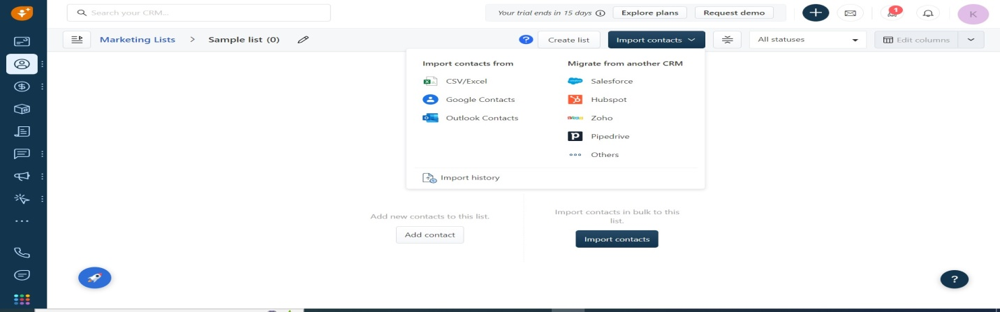 Search your CRM...
Your trial ends in 15 days
Explore plans
Request demo
1
K
Marketing Lists > Sample list (0)
?
Create list
Import contacts
All statuses
Edit columns
Import contacts from
CSV/Excel
Google Contacts
Outlook Contacts
Migrate from another CRM
Salesforce
Hubspot
Zoho
Pipedrive
Others
Import history
Add new contacts to this list.
Add contact
Import contacts in bulk to this
list.
Import contacts
?